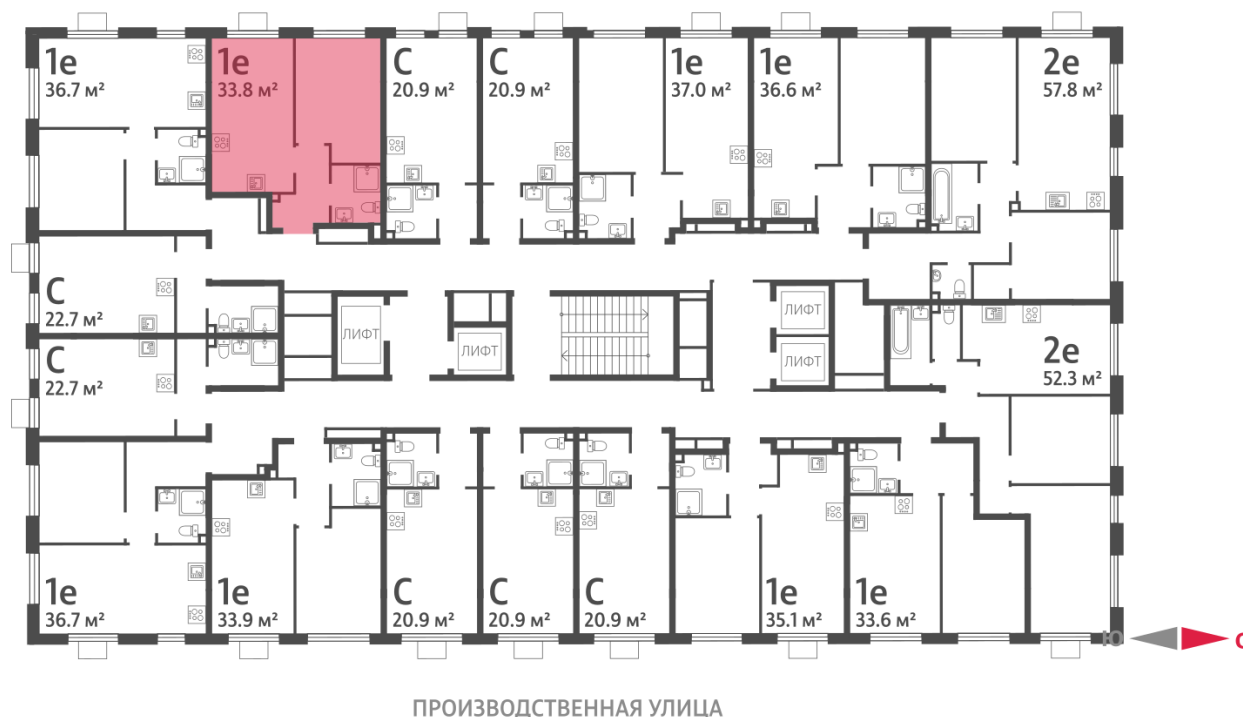 1е
36.7 м²
1е
33.8 м²
С
20.9 м²
С
20.9 м²
1е
37.0 м²
1е
36.6 м²
2е
57.8 м²
С
22.7 м²
ЛИФТ
ЛИФТ
ЛИФТ
ЛИФТ
С
22.7 м²
2е
52.3 м²
1е
36.7 м²
1е
33.9 м²
С
20.9 м²
С
20.9 м²
С
20.9 м²
1е
35.1 м²
1е
33.6 м²
Ю
С
ПРОИЗВОДСТВЕННАЯ УЛИЦА